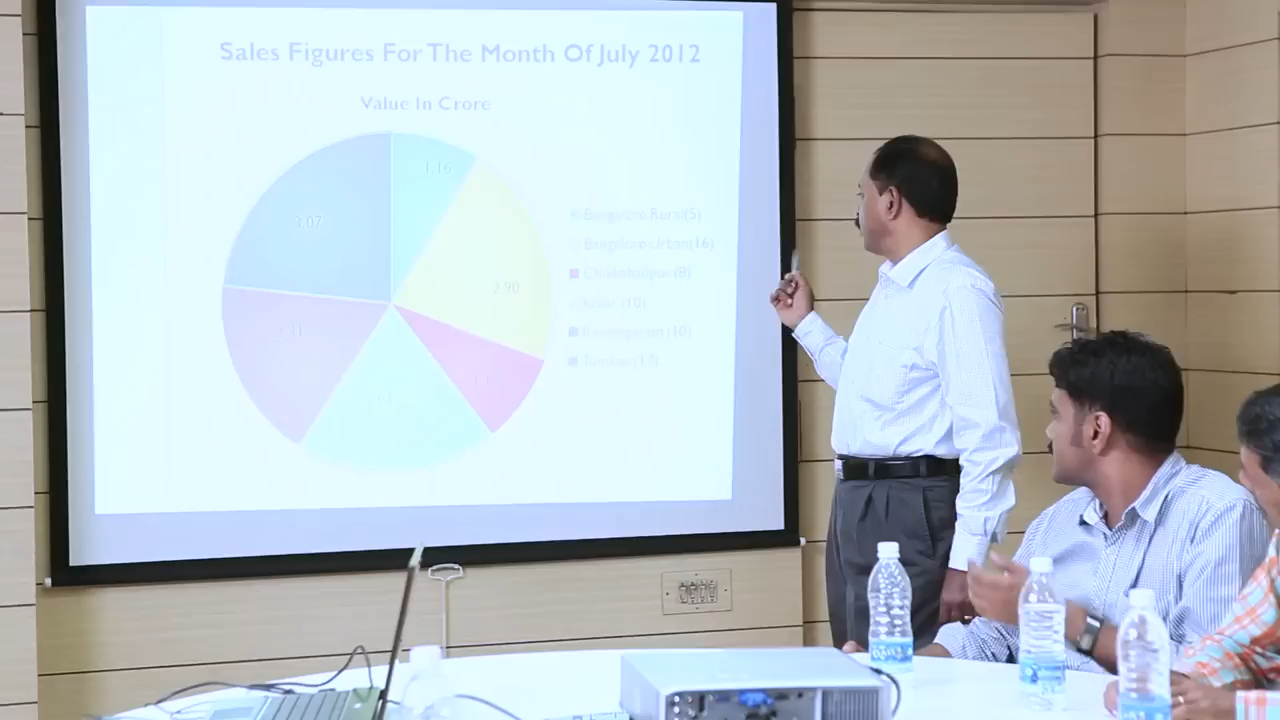 Sales Figures For The Month Of July 2012
Value In Crore
1.16
3.07
2.90
Bangalore Rural(5)
Bangalore Urban(16)
Chikkaballpur (8)
Kolar (10)
Ramnagaram (10)
Tumkur(17)